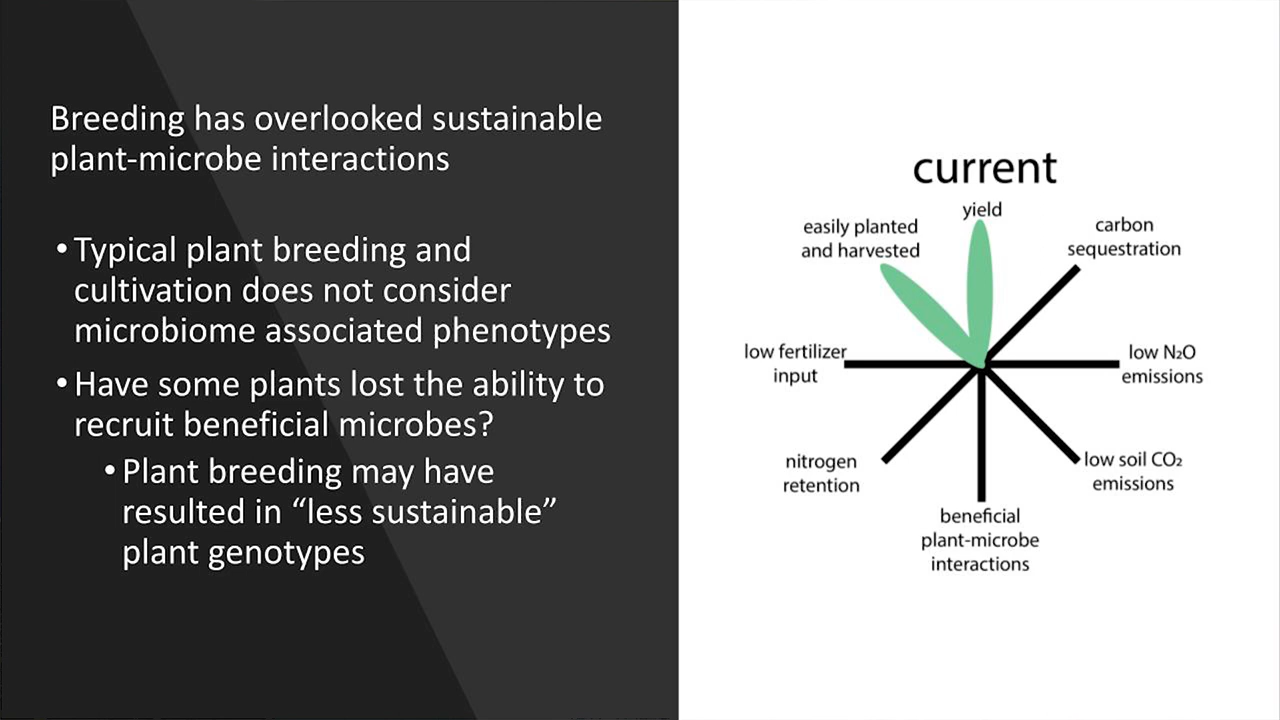 Breeding has overlooked sustainable
plant-microbe interactions
• Typical plant breeding and
cultivation does not consider
microbiome associated phenotypes
• Have some plants lost the ability to
recruit beneficial microbes?
• Plant breeding may have
resulted in “less sustainable”
plant genotypes
current
yield
easily planted
and harvested
carbon
sequestration
low fertilizer
input
low N₂O
emissions
nitrogen
retention
low soil CO₂
emissions
beneficial
plant-microbe
interactions